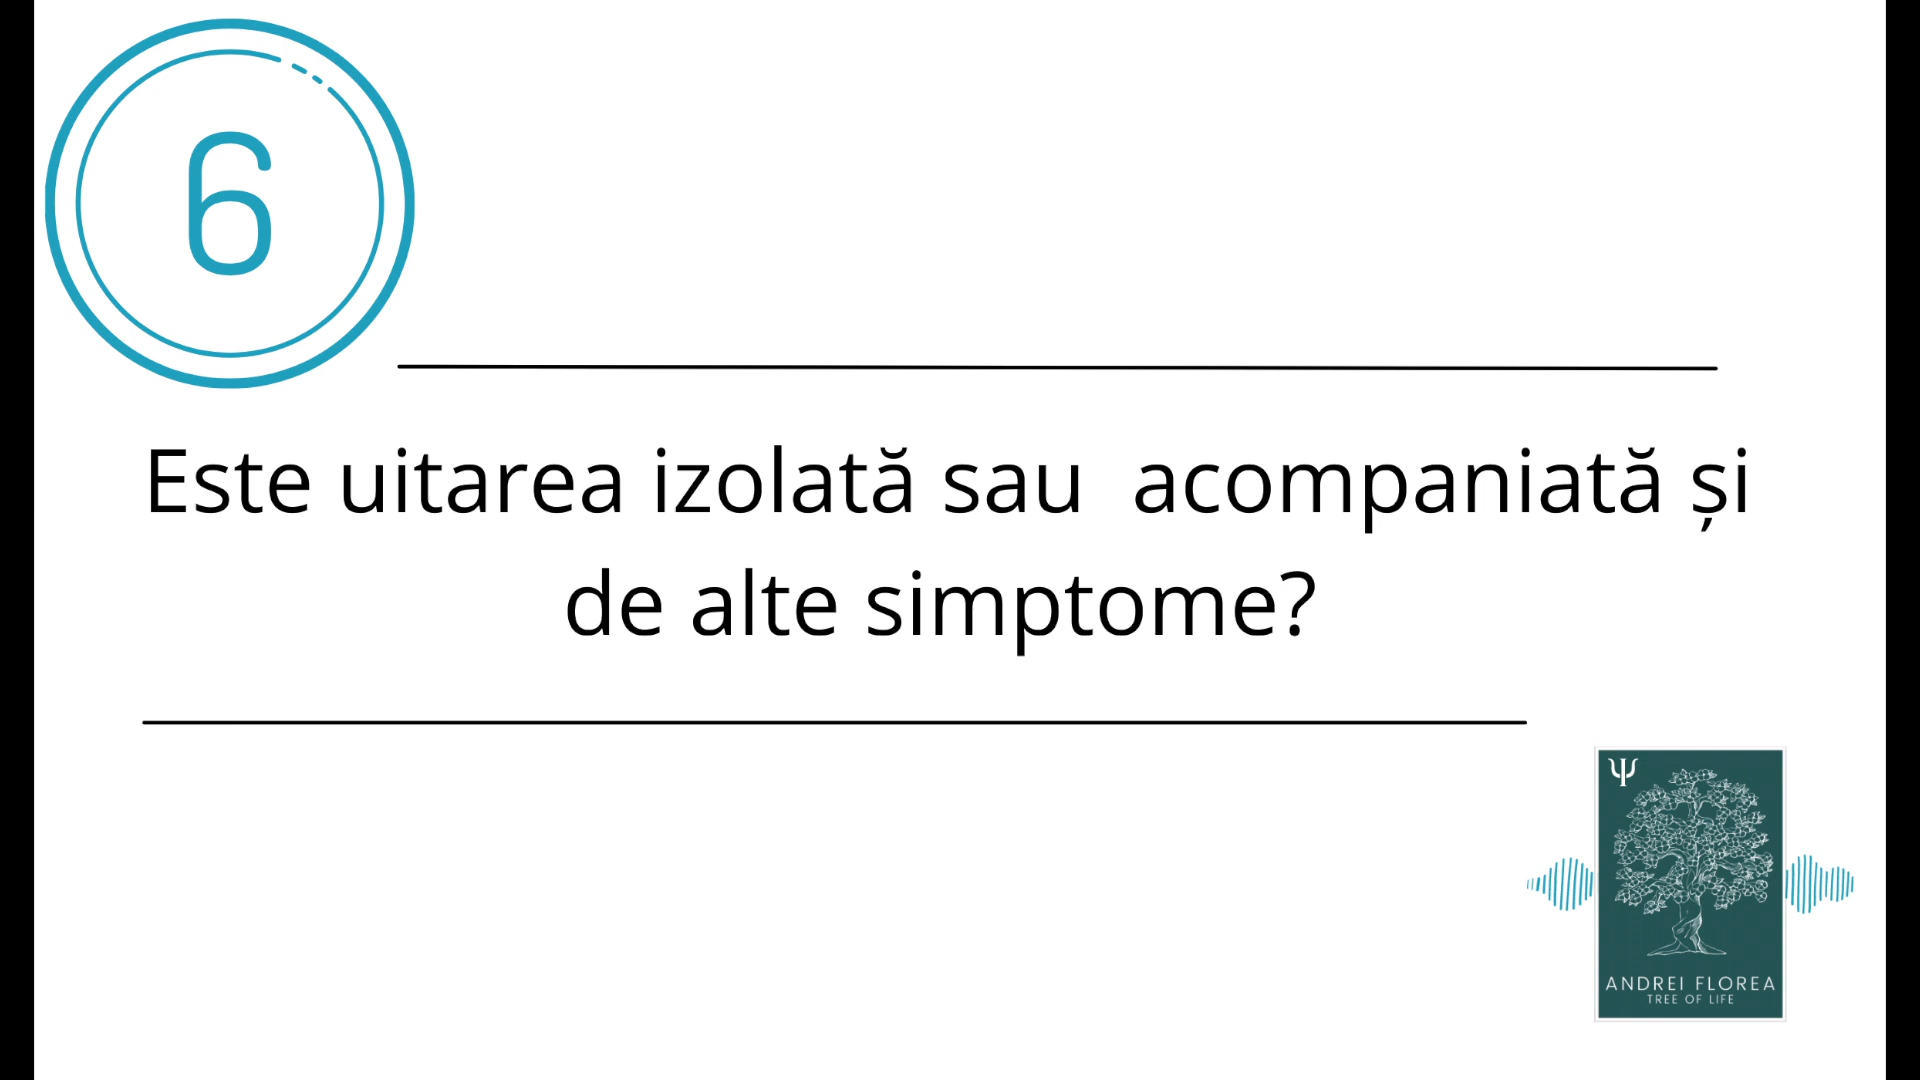 6
Este uitarea izolată sau  acompaniată și
de alte simptome?
Ψ
ANDREI FLOREA
TREE OF LIFE